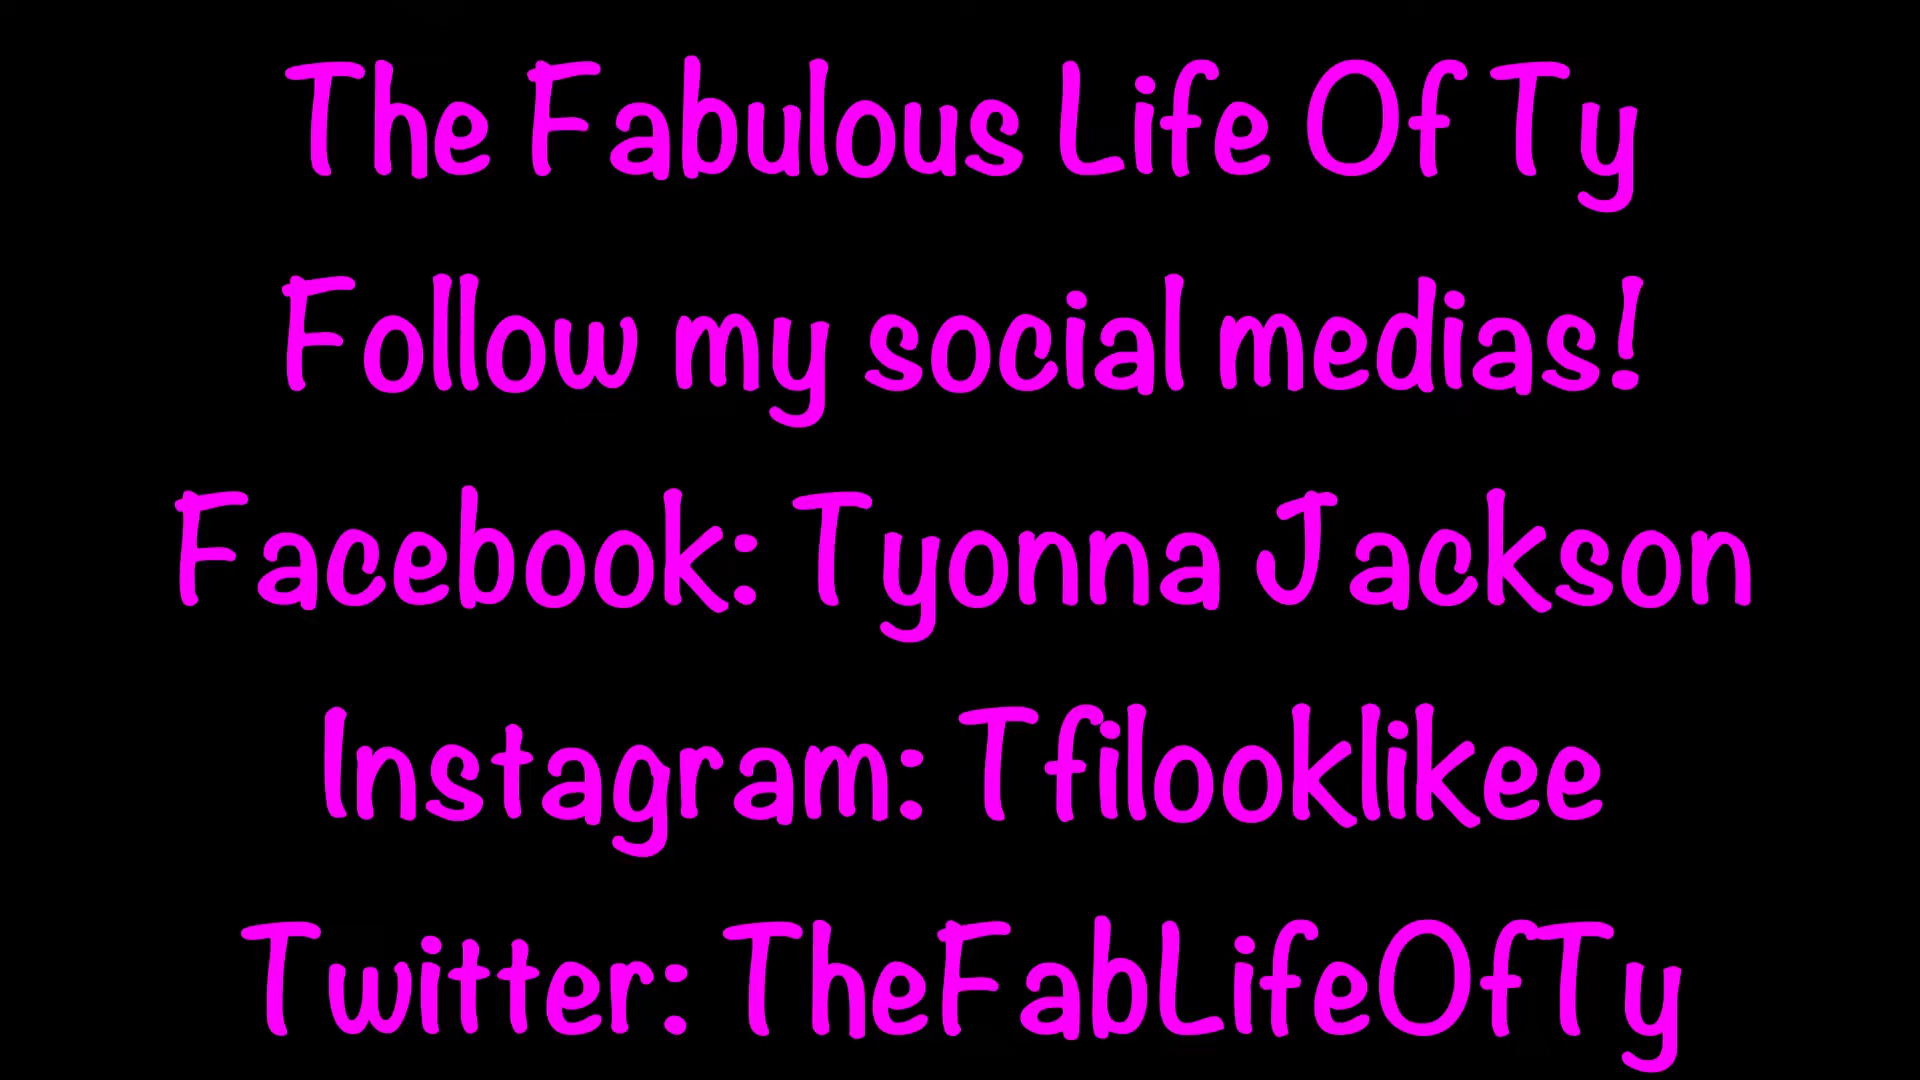 The Fabulous Life Of Ty
Follow my social medias!
Facebook: Tyonna Jackson
Instagram: Tfilooklikee
Twitter: TheFabLifeOfTy